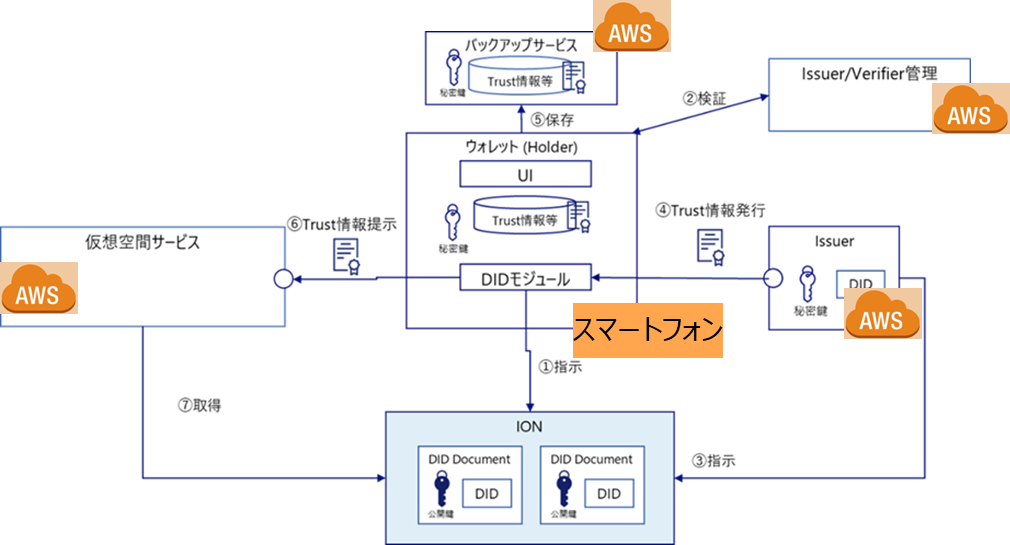 AWS
バックアップサービス
Trust情報等
秘密鍵
Issuer/Verifier管理
AWS
②検証
⑤保存
ウォレット (Holder)
UI
Trust情報等
秘密鍵
DIDモジュール
スマートフォン
⑥Trust情報提示
④Trust情報発行
仮想空間サービス
AWS
Issuer
DID
秘密鍵
AWS
①指示
⑦取得
③指示
ION
DID Document
DID
公開鍵
DID Document
DID
公開鍵